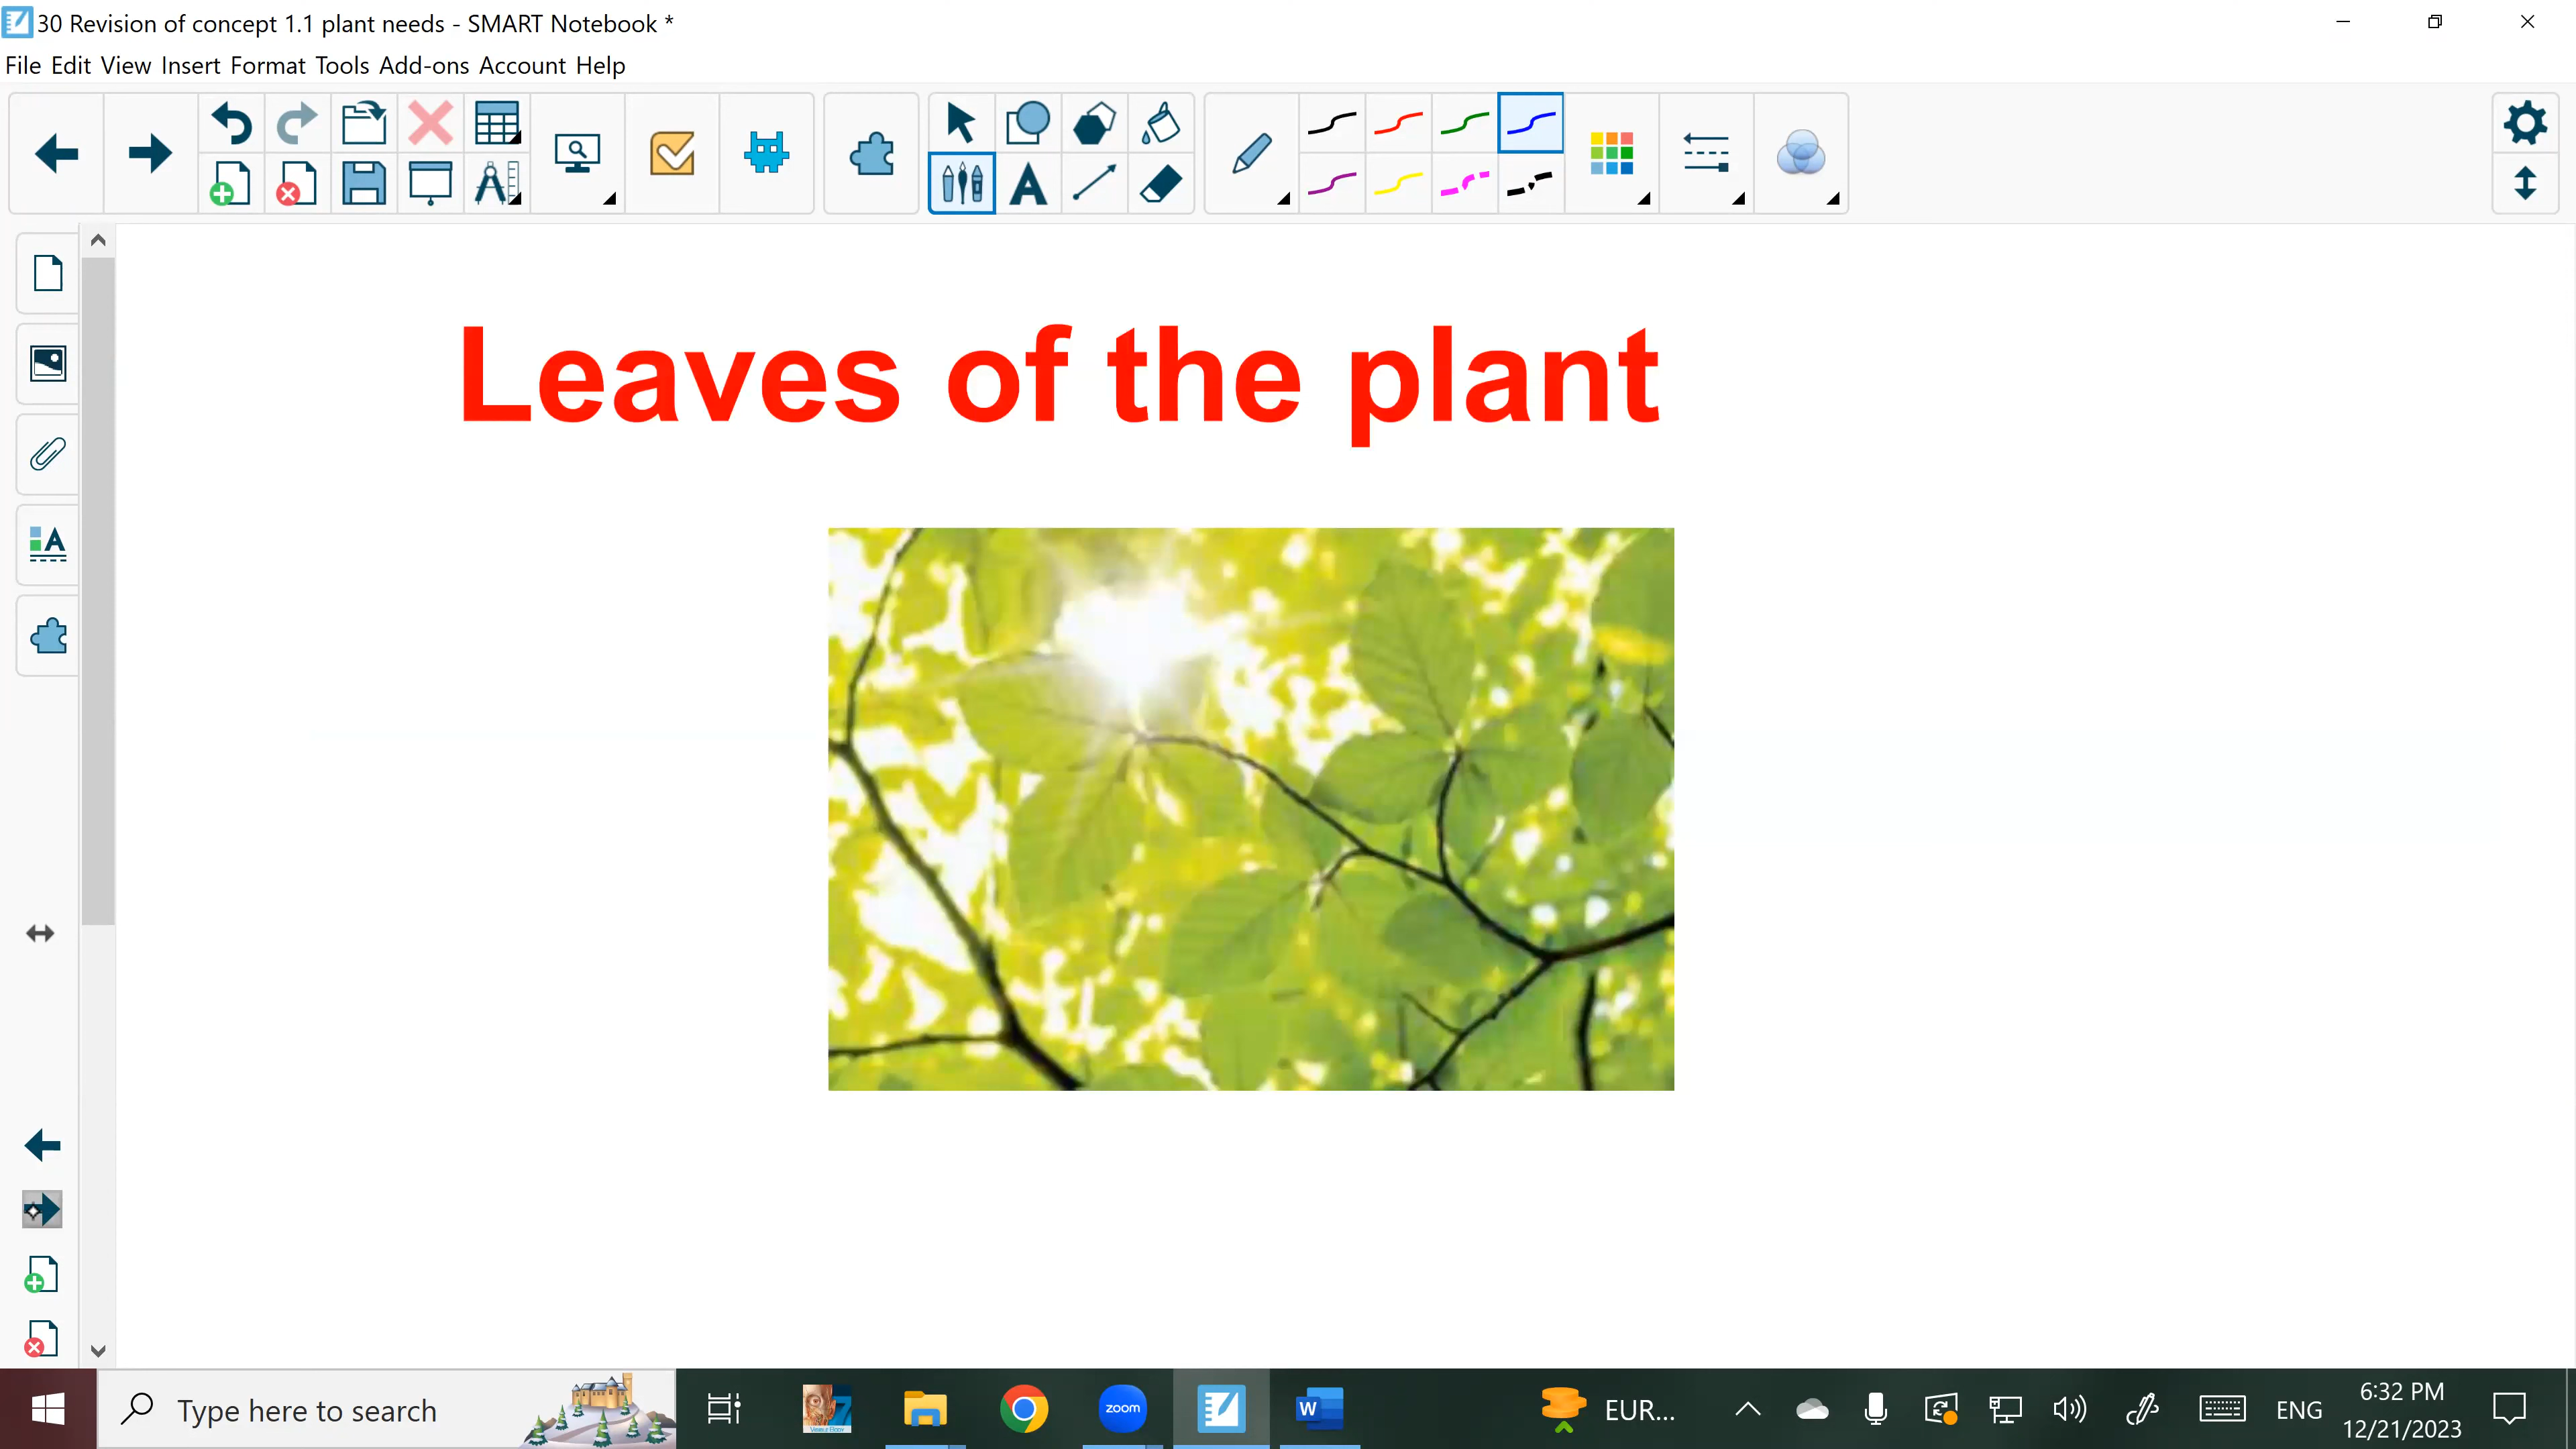 30 Revision of concept 1.1 plant needs - SMART Notebook *
File Edit View Insert Format Tools Add-ons Account Help
A
A
Leaves of the plant
Type here to search
zoom
W
EUR...
ENG
6:32 PM
12/21/2023